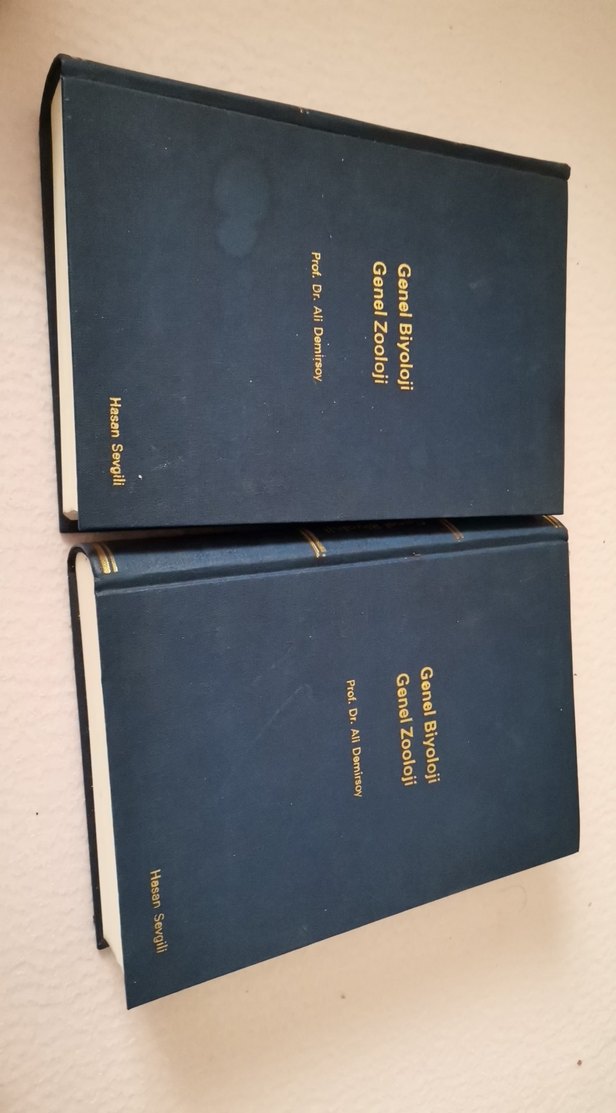 Genel Biyoloji
Genel Zooloji
Prof. Dr. Ali Demirsoy
Hasan Sevgili
Genel Biyoloji
Genel Zooloji
Prof. Dr. Ali Demirsoy
Hasan Sevgili